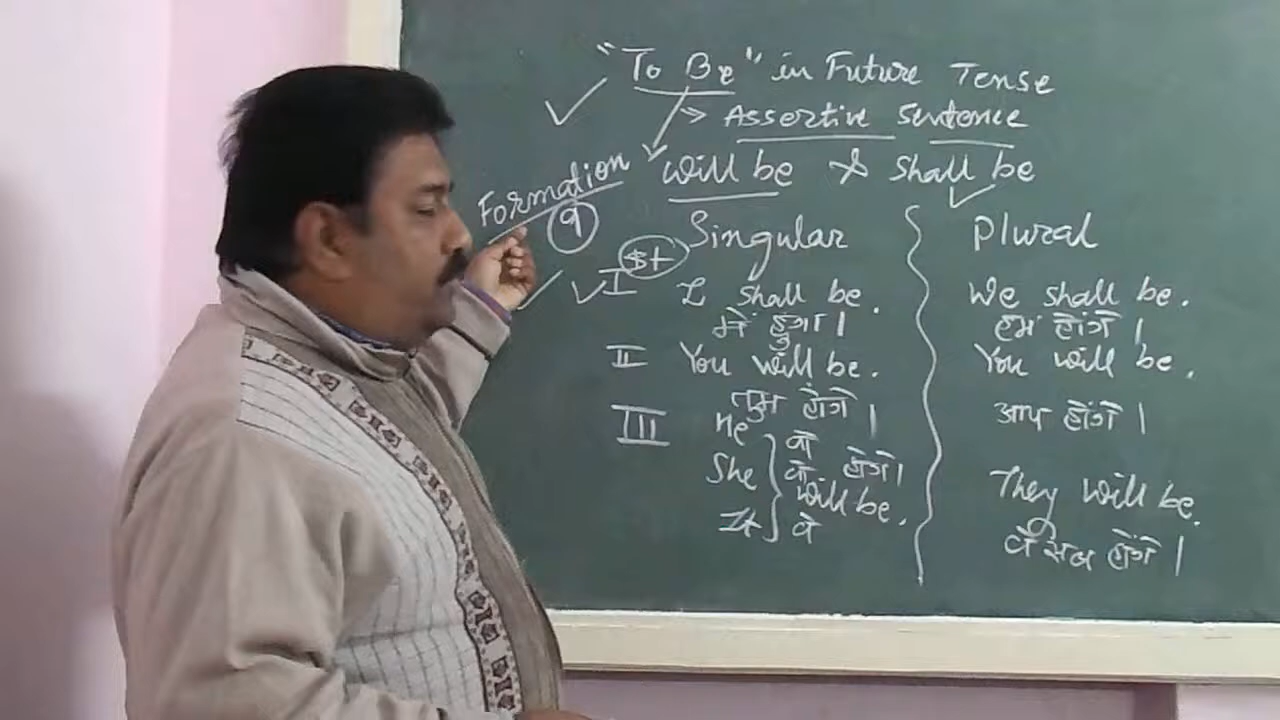 "To Be" in Future Tense
→ Assertive Sentence
Formation will be & shall be
9 Singular Plural
I st I shall be. We shall be.
में हुगा। हम होंगे।
II You will be. You will be.
तुम होगे। आप होंगे।
III He वो
She वो होगे। They will be.
will be.
It वे वे सब होंगे।